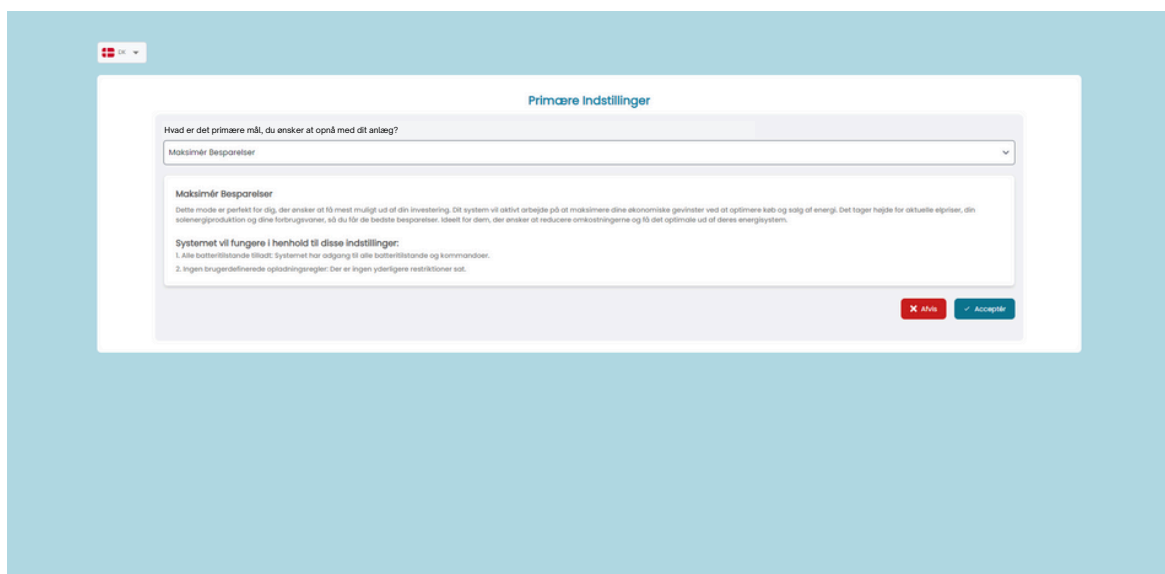 DK
Primære Indstillinger
Hvad er det primære mål, du ønsker at opnå med dit anlæg?
Maksimér Besparelser
Maksimér Besparelser
Dette mode er perfekt for dig, der ønsker at få mest muligt ud af din investering. Dit system vil aktivt arbejde på at maksimere dine økonomiske gevinster ved at optimere køb og salg af energi. Det tager højde for aktuelle elpriser, din
solenergiproduktion og dine forbrugsvaner, så du får de bedste besparelser. Ideelt for dem, der ønsker at reducere omkostningerne og få det optimale ud af deres energisystem.
Systemet vil fungere i henhold til disse indstillinger:
1. Alle batteritilstande tilladt: Systemet har adgang til alle batteritilstande og kommandoer.
2. Ingen brugerdefinerede opladningsregler: Der er ingen yderligere restriktioner sat.
Afvis
Acceptér